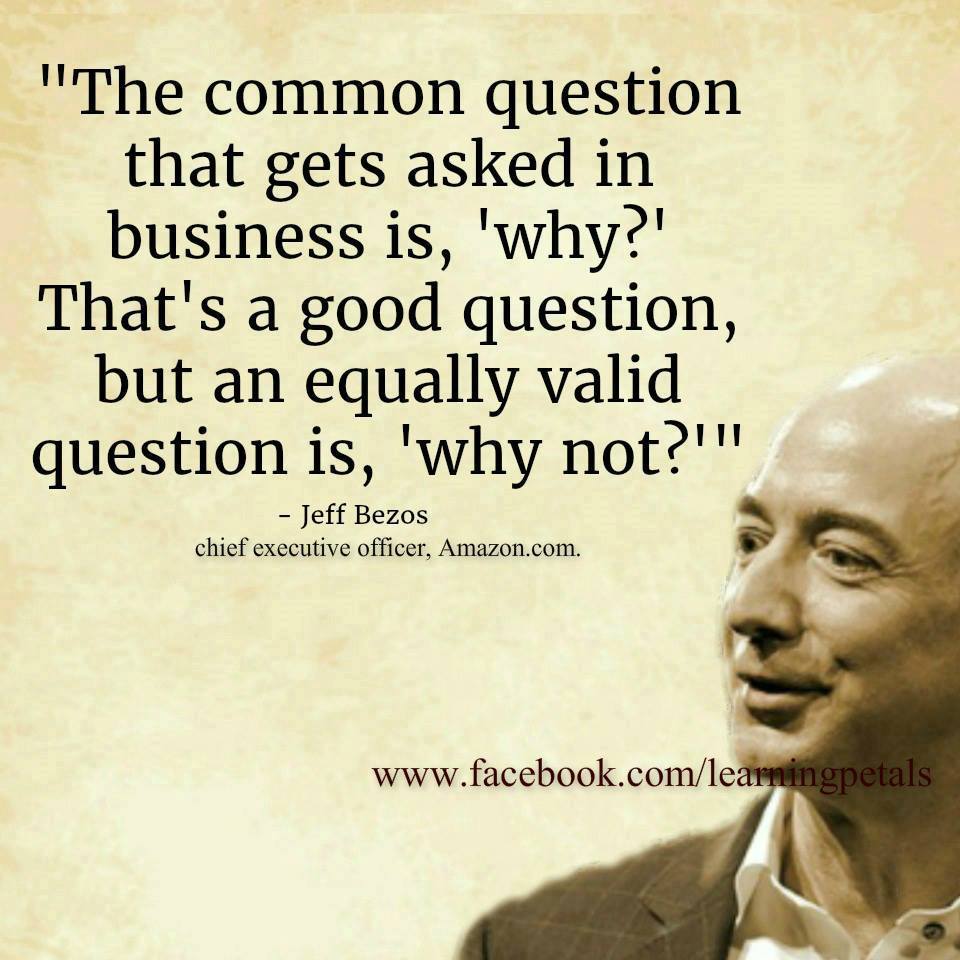 "The common question
that gets asked in
business is, 'why?'
That's a good question,
but an equally valid
question is, 'why not?'"
– Jeff Bezos
chief executive officer, Amazon.com.
www.facebook.com/learningpetals